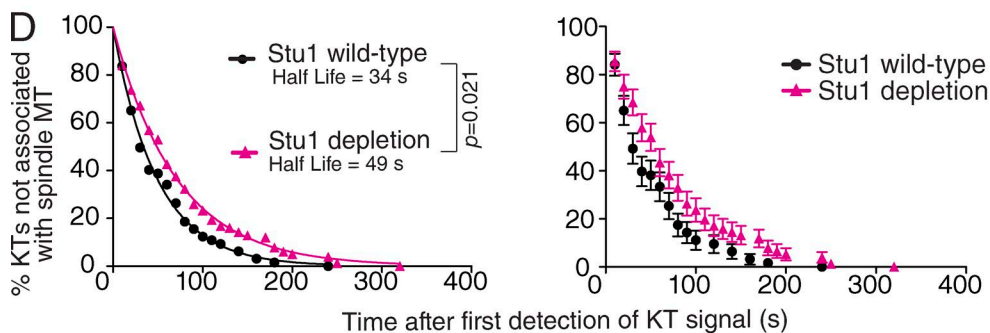 D
% KTs not associated
with spindle MT
100
80
60
40
20
0
0
100
200
300
400
Stu1 wild-type
Half Life = 34 s
Stu1 depletion
Half Life = 49 s
p=0.021
100
80
60
40
20
0
0
100
200
300
400
Stu1 wild-type
Stu1 depletion
Time after first detection of KT signal (s)